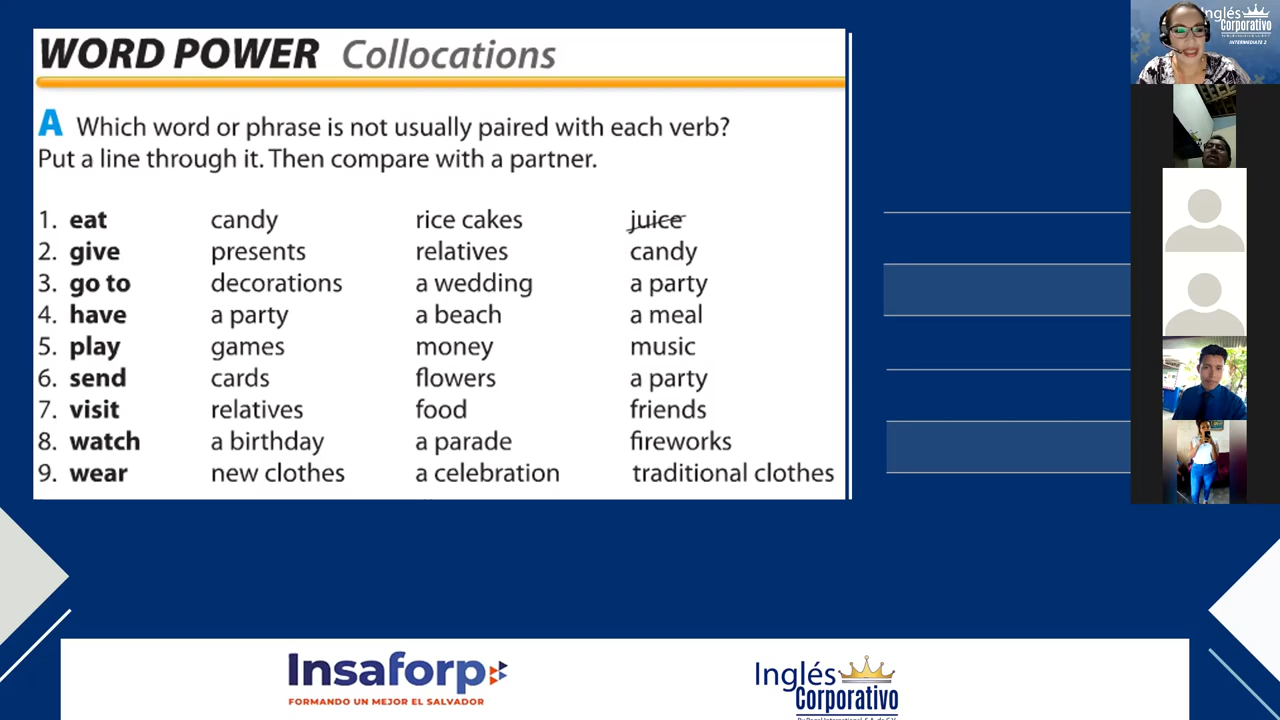 WORD POWER Collocations
A Which word or phrase is not usually paired with each verb?
Put a line through it. Then compare with a partner.
1. eat candy rice cakes juice
2. give presents relatives candy
3. go to decorations a wedding a party
4. have a party a beach a meal
5. play games money music
6. send cards flowers a party
7. visit relatives food friends
8. watch a birthday a parade fireworks
9. wear new clothes a celebration traditional clothes
Inglés
Corporativo
INTERMEDIATE 2
Insaforp
FORMANDO UN MEJOR EL SALVADOR
Inglés
Corporativo